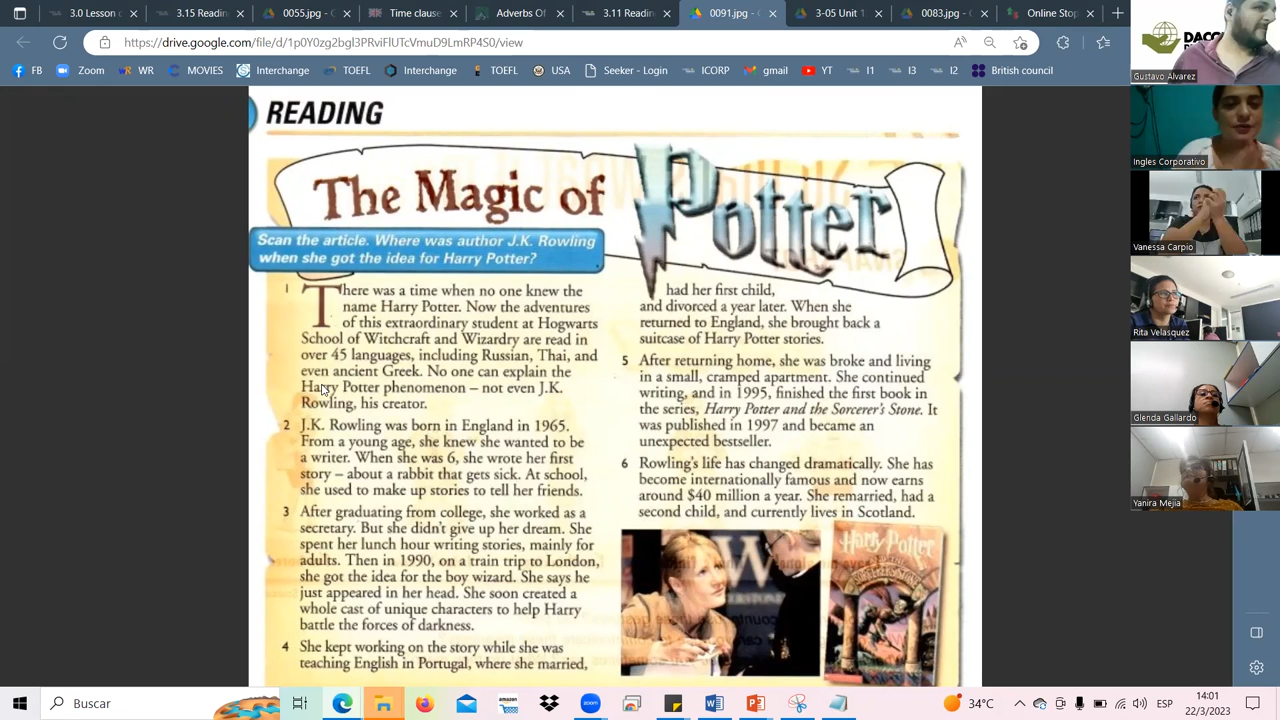 3.0 Lesson
3.15 Readin
0055.jpg - G
Time clause
Adverbs Of
3.11 Readin
0091.jpg - G
3-05 Unit 1
0083.jpg - G
Online Stop
https://drive.google.com/file/d/1p0Y0zg2bgl3PRviFlUTcVmuD9LmRP4S0/view
FB
Zoom
WR
MOVIES
Interchange
TOEFL
Interchange
TOEFL
USA
Seeker - Login
ICORP
gmail
YT
I1
I3
I2
British council
READING
The Magic of Potter
Scan the article. Where was author J.K. Rowling
when she got the idea for Harry Potter?
1 There was a time when no one knew the
name Harry Potter. Now the adventures
of this extraordinary student at Hogwarts
School of Witchcraft and Wizardry are read in
over 45 languages, including Russian, Thai, and
even ancient Greek. No one can explain the
Harry Potter phenomenon – not even J.K.
Rowling, his creator.
2 J.K. Rowling was born in England in 1965.
From a young age, she knew she wanted to be
a writer. When she was 6, she wrote her first
story – about a rabbit that gets sick. At school,
she used to make up stories to tell her friends.
3 After graduating from college, she worked as a
secretary. But she didn't give up her dream. She
spent her lunch hour writing stories, mainly for
adults. Then in 1990, on a train trip to London,
she got the idea for the boy wizard. She says he
just appeared in her head. She soon created a
whole cast of unique characters to help Harry
battle the forces of darkness.
4 She kept working on the story while she was
teaching English in Portugal, where she married,
had her first child,
and divorced a year later. When she
returned to England, she brought back a
suitcase of Harry Potter stories.
5 After returning home, she was broke and living
in a small, cramped apartment. She continued
writing, and in 1995, finished the first book in
the series, Harry Potter and the Sorcerer's Stone. It
was published in 1997 and became an
unexpected bestseller.
6 Rowling's life has changed dramatically. She has
become internationally famous and now earns
around $40 million a year. She remarried, had a
second child, and currently lives in Scotland.
W
Harry Potter
Gustavo Alvarez
Ingles Corporativo
Vanessa Carpio
Rita Velasquez
Glenda Gallardo
Yanira Mejia
Buscar
amazon
zoom
34°C
ESP
14:01
22/3/2023